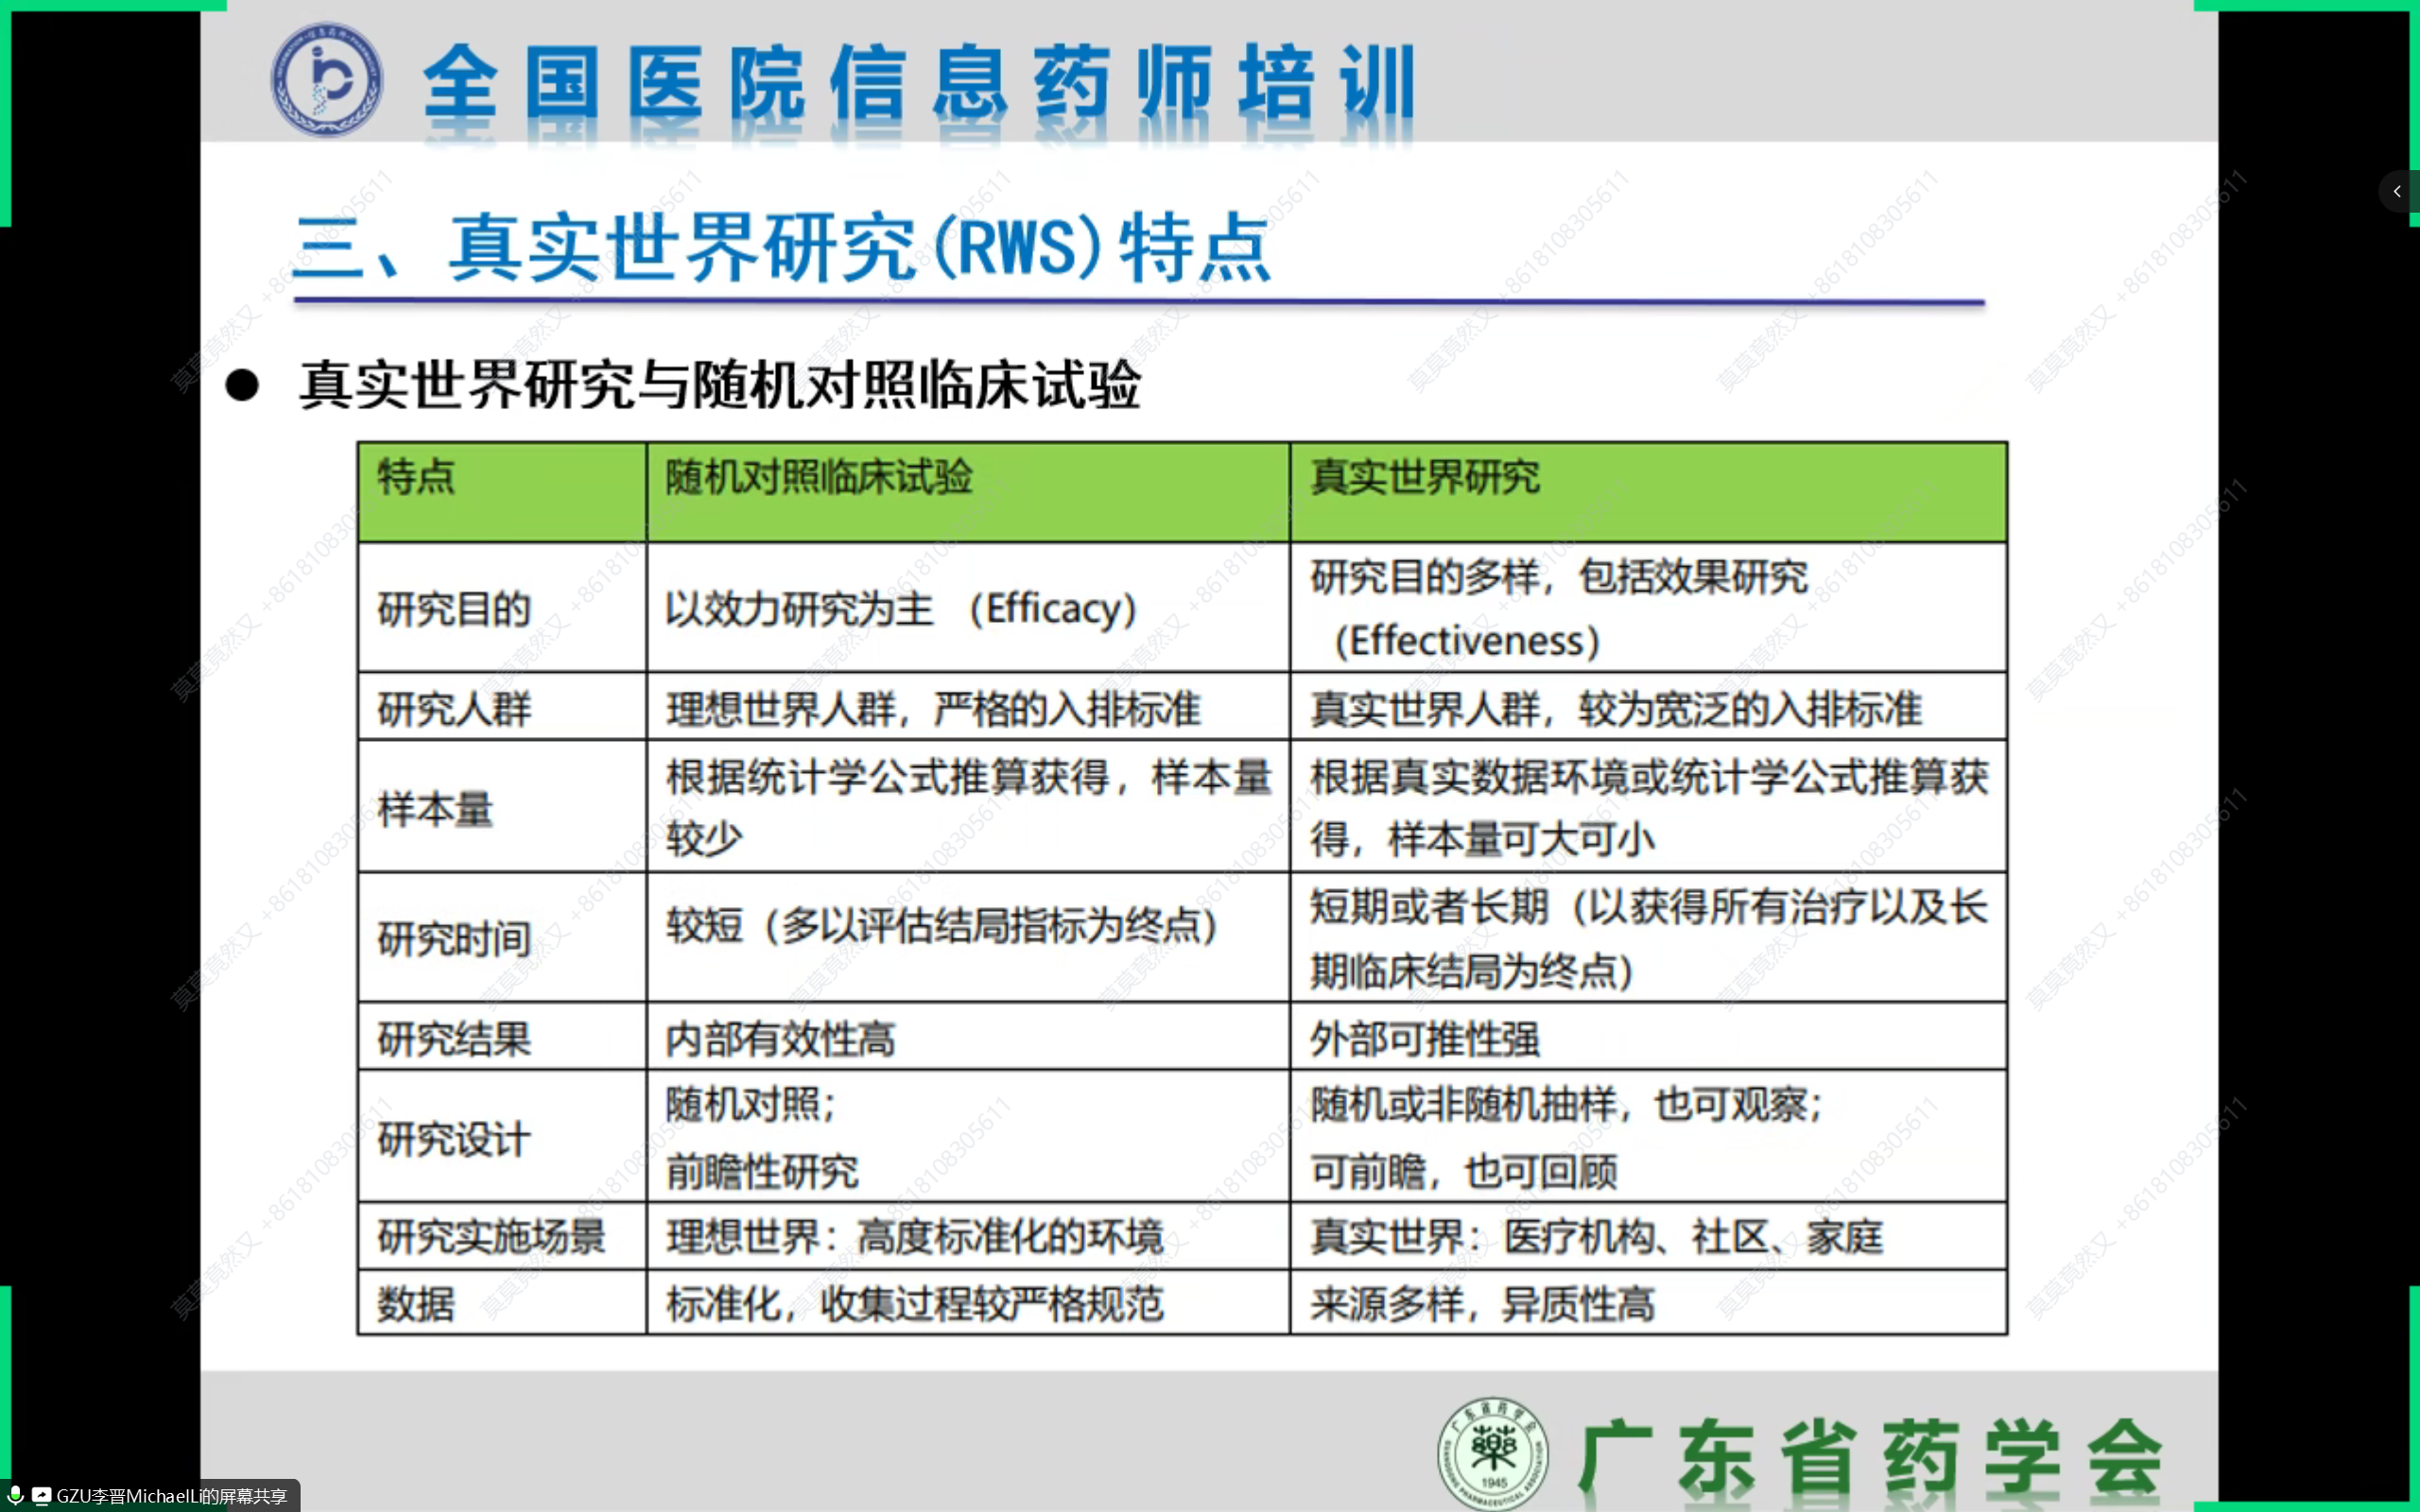 全国医院信息药师培训
三、真实世界研究(RWS)特点
● 真实世界研究与随机对照临床试验
特点 随机对照临床试验 真实世界研究
研究目的 以效力研究为主 （Efficacy） 研究目的多样，包括效果研究
（Effectiveness）
研究人群 理想世界人群，严格的入排标准 真实世界人群，较为宽泛的入排标准
样本量 根据统计学公式推算获得，样本量
较少
根据真实数据环境或统计学公式推算获
得，样本量可大可小
研究时间 较短（多以评估结局指标为终点）
短期或者长期（以获得所有治疗以及长
期临床结局为终点）
研究结果 内部有效性高 外部可推性强
研究设计 随机对照；
前瞻性研究
随机或非随机抽样，也可观察；
可前瞻，也可回顾
研究实施场景 理想世界：高度标准化的环境 真实世界：医疗机构、社区、家庭
数据 标准化，收集过程较严格规范 来源多样，异质性高
广东省药学会
1945
GZU李晋MichaelLi的屏幕共享
莫莫竟然又 +8618108305611